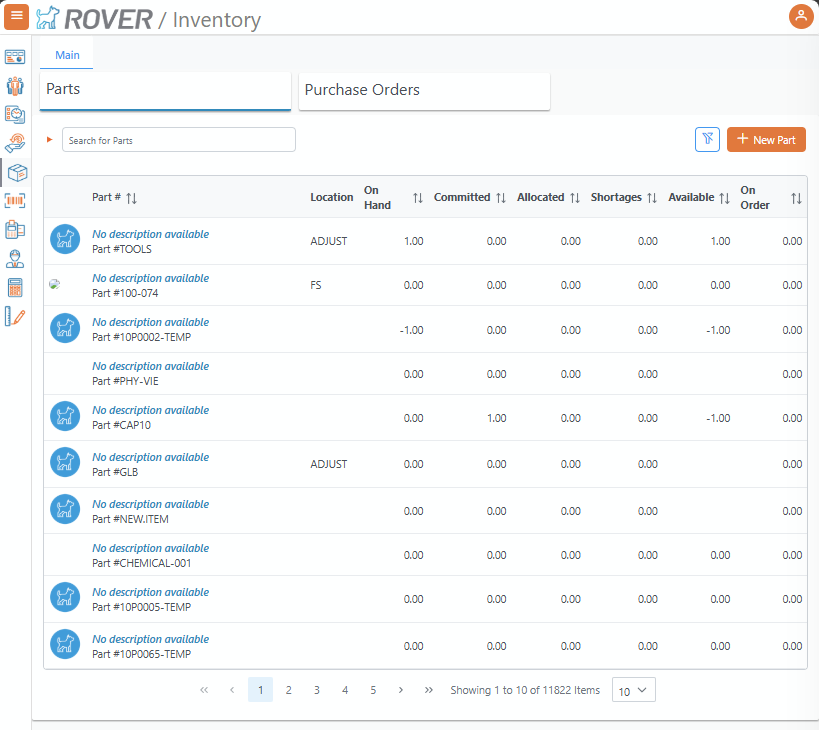 ROVER / Inventory
Main
Parts
Purchase Orders
Search for Parts
+ New Part
Part # Location On Hand Committed Allocated Shortages Available On Order
No description available
Part #TOOLS ADJUST 1.00 0.00 0.00 0.00 1.00 0.00
No description available
Part #100-074 FS 0.00 0.00 0.00 0.00 0.00 0.00
No description available
Part #10P0002-TEMP -1.00 0.00 0.00 0.00 -1.00 0.00
No description available
Part #PHY-VIE 0.00 0.00 0.00 0.00 0.00
No description available
Part #CAP10 0.00 1.00 0.00 0.00 -1.00 0.00
No description available
Part #GLB ADJUST 0.00 0.00 0.00 0.00 0.00
No description available
Part #NEW.ITEM 0.00 0.00 0.00 0.00 0.00
No description available
Part #CHEMICAL-001 0.00 0.00 0.00 0.00 0.00 0.00
No description available
Part #10P0005-TEMP 0.00 0.00 0.00 0.00 0.00 0.00
No description available
Part #10P0065-TEMP 0.00 0.00 0.00 0.00 0.00 0.00
« ‹ 1 2 3 4 5 › » Showing 1 to 10 of 11822 Items 10